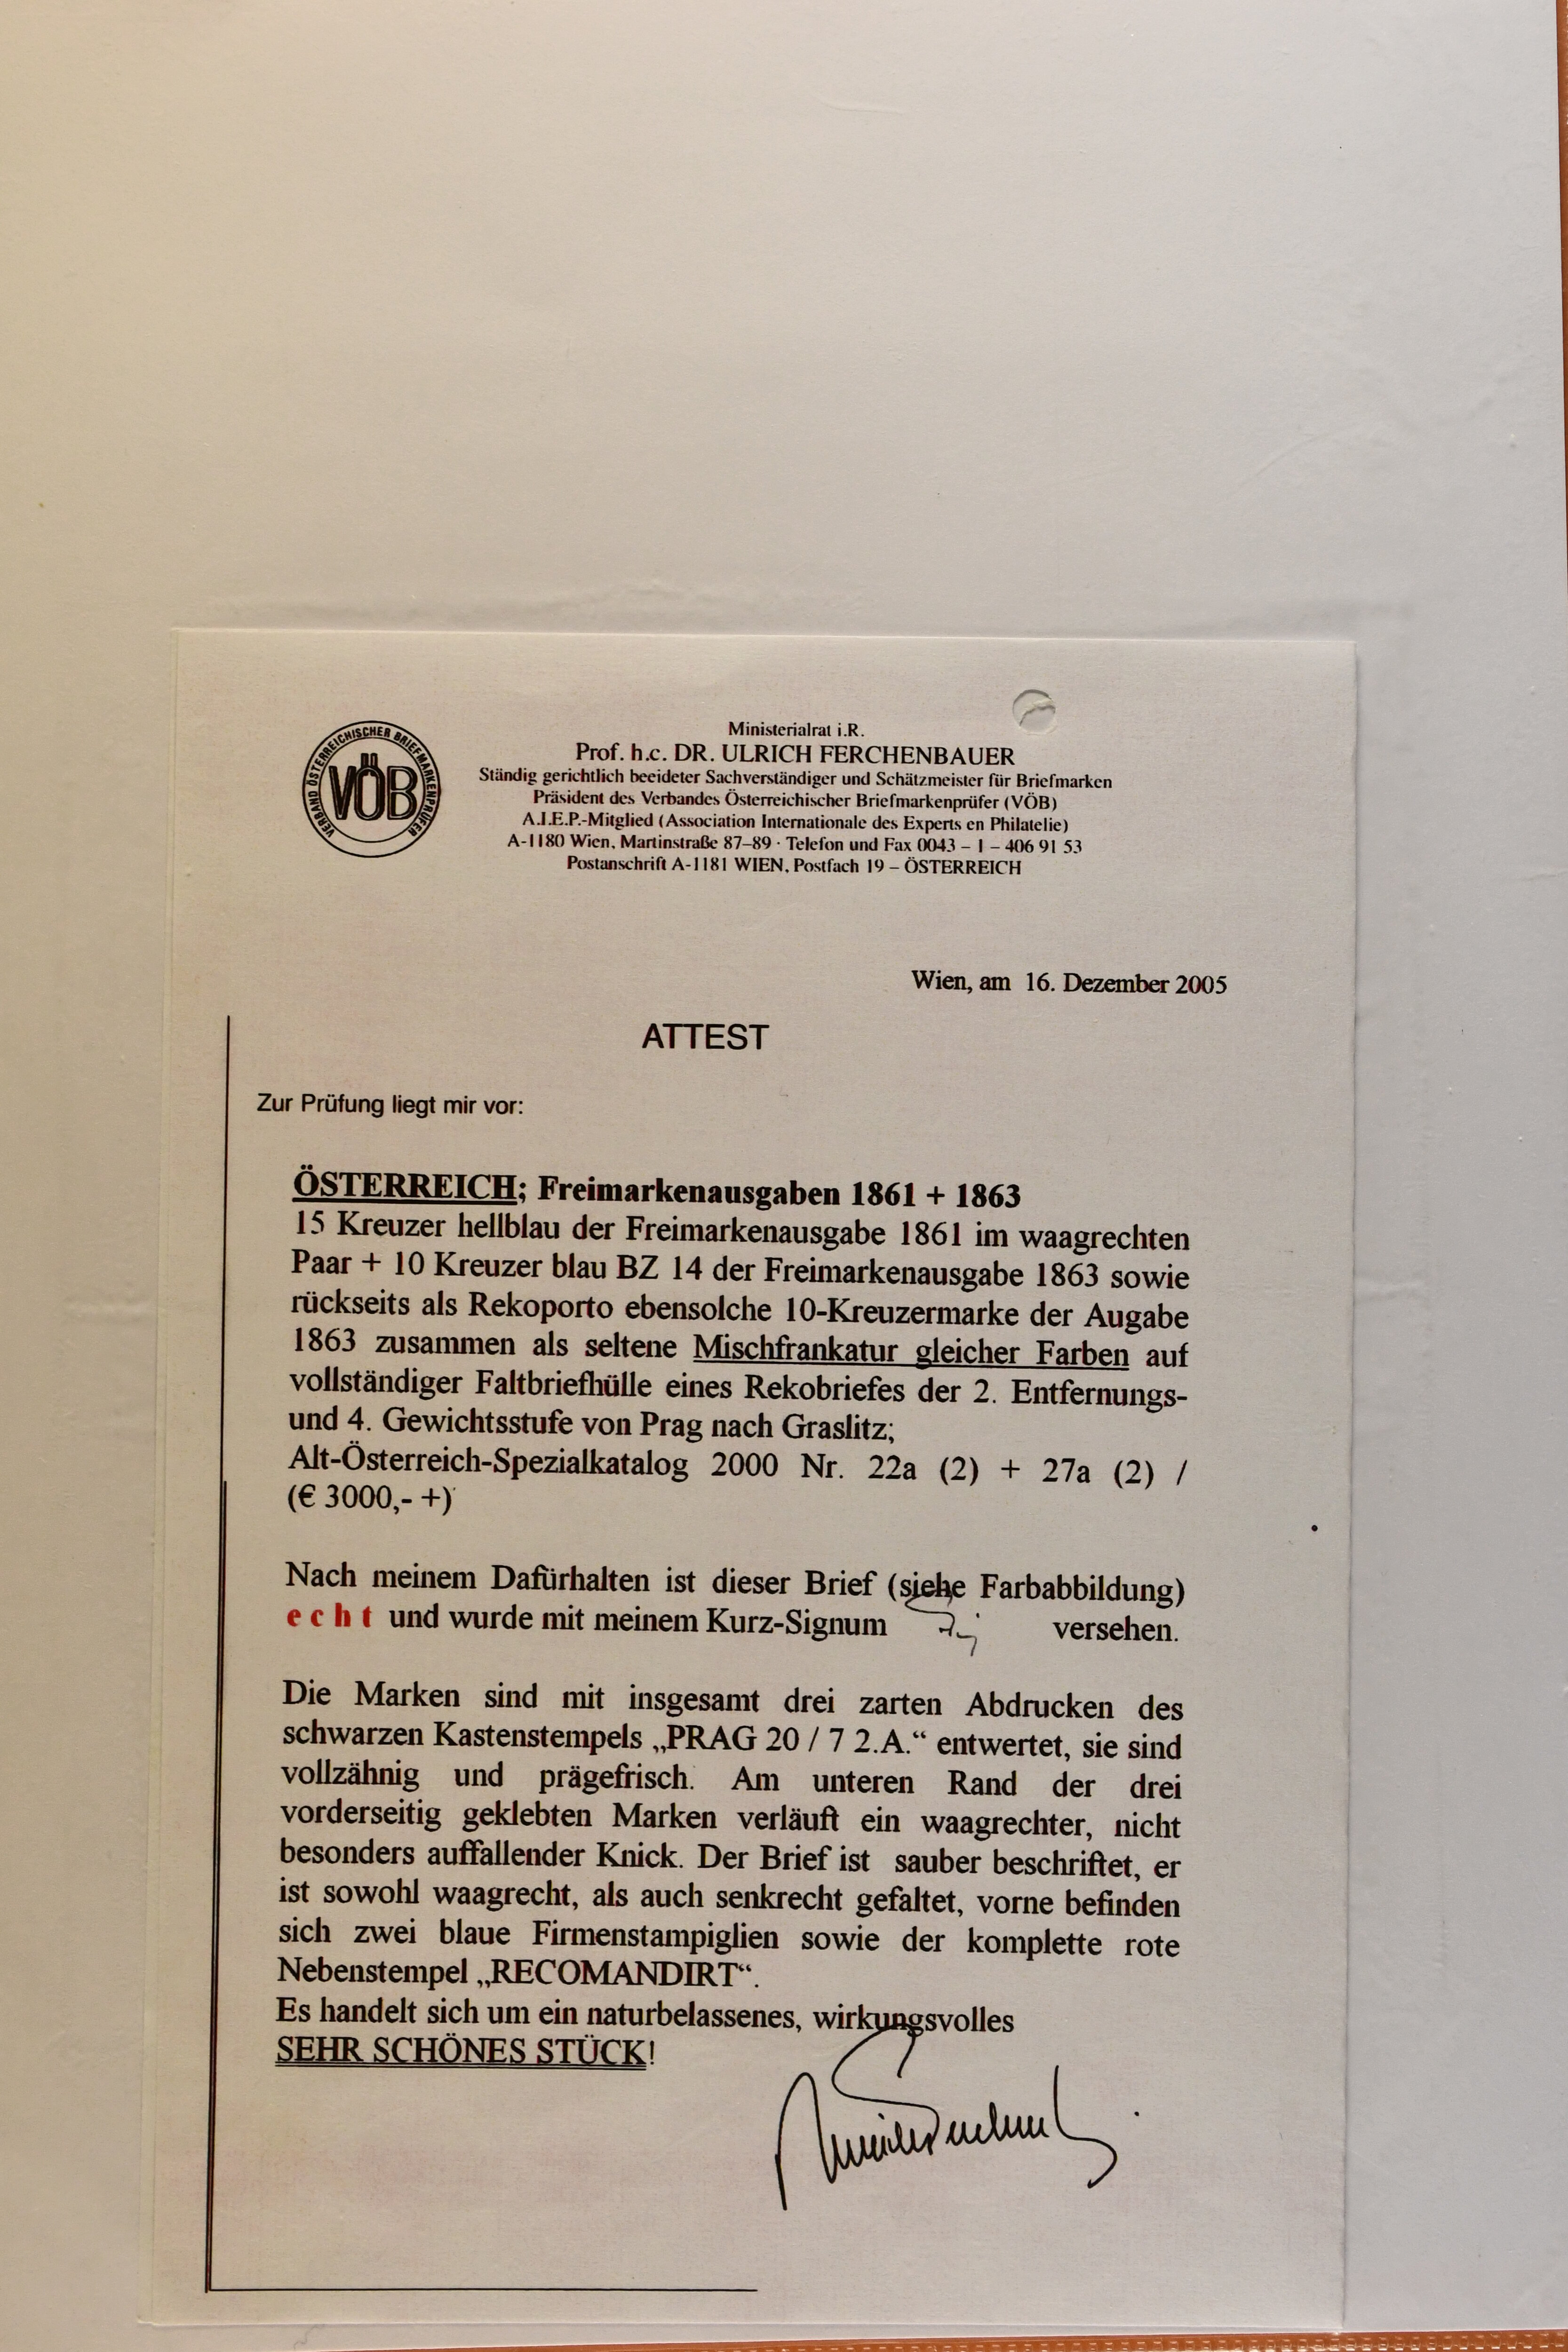 VERBAND ÖSTERREICHISCHER BRIEFMARKENPRÜFER
VÖB
Ministerialrat i.R.
Prof. h.c. DR. ULRICH FERCHENBAUER
Ständig gerichtlich beeideter Sachverständiger und Schätzmeister für Briefmarken
Präsident des Verbandes Österreichischer Briefmarkenprüfer (VÖB)
A.I.E.P.-Mitglied (Association Internationale des Experts en Philatelie)
A-1180 Wien, Martinstraße 87–89 · Telefon und Fax 0043 – 1 – 406 91 53
Postanschrift A-1181 WIEN, Postfach 19 – ÖSTERREICH
Wien, am 16. Dezember 2005
ATTEST
Zur Prüfung liegt mir vor:
ÖSTERREICH; Freimarkenausgaben 1861 + 1863
15 Kreuzer hellblau der Freimarkenausgabe 1861 im waagrechten
Paar + 10 Kreuzer blau BZ 14 der Freimarkenausgabe 1863 sowie
rückseits als Rekoporto ebensolche 10-Kreuzermarke der Augabe
1863 zusammen als seltene Mischfrankatur gleicher Farben auf
vollständiger Faltbriefhülle eines Rekobriefes der 2. Entfernungs-
und 4. Gewichtsstufe von Prag nach Graslitz;
Alt-Österreich-Spezialkatalog 2000 Nr. 22a (2) + 27a (2) /
(€ 3000,- +)
Nach meinem Dafürhalten ist dieser Brief (siehe Farbabbildung)
echt und wurde mit meinem Kurz-Signum versehen.
Die Marken sind mit insgesamt drei zarten Abdrucken des
schwarzen Kastenstempels „PRAG 20 / 7 2.A.“ entwertet, sie sind
vollzähnig und prägefrisch. Am unteren Rand der drei
vorderseitig geklebten Marken verläuft ein waagrechter, nicht
besonders auffallender Knick. Der Brief ist sauber beschriftet, er
ist sowohl waagrecht, als auch senkrecht gefaltet, vorne befinden
sich zwei blaue Firmenstampiglien sowie der komplette rote
Nebenstempel „RECOMANDIRT“.
Es handelt sich um ein naturbelassenes, wirkungsvolles
SEHR SCHÖNES STÜCK!